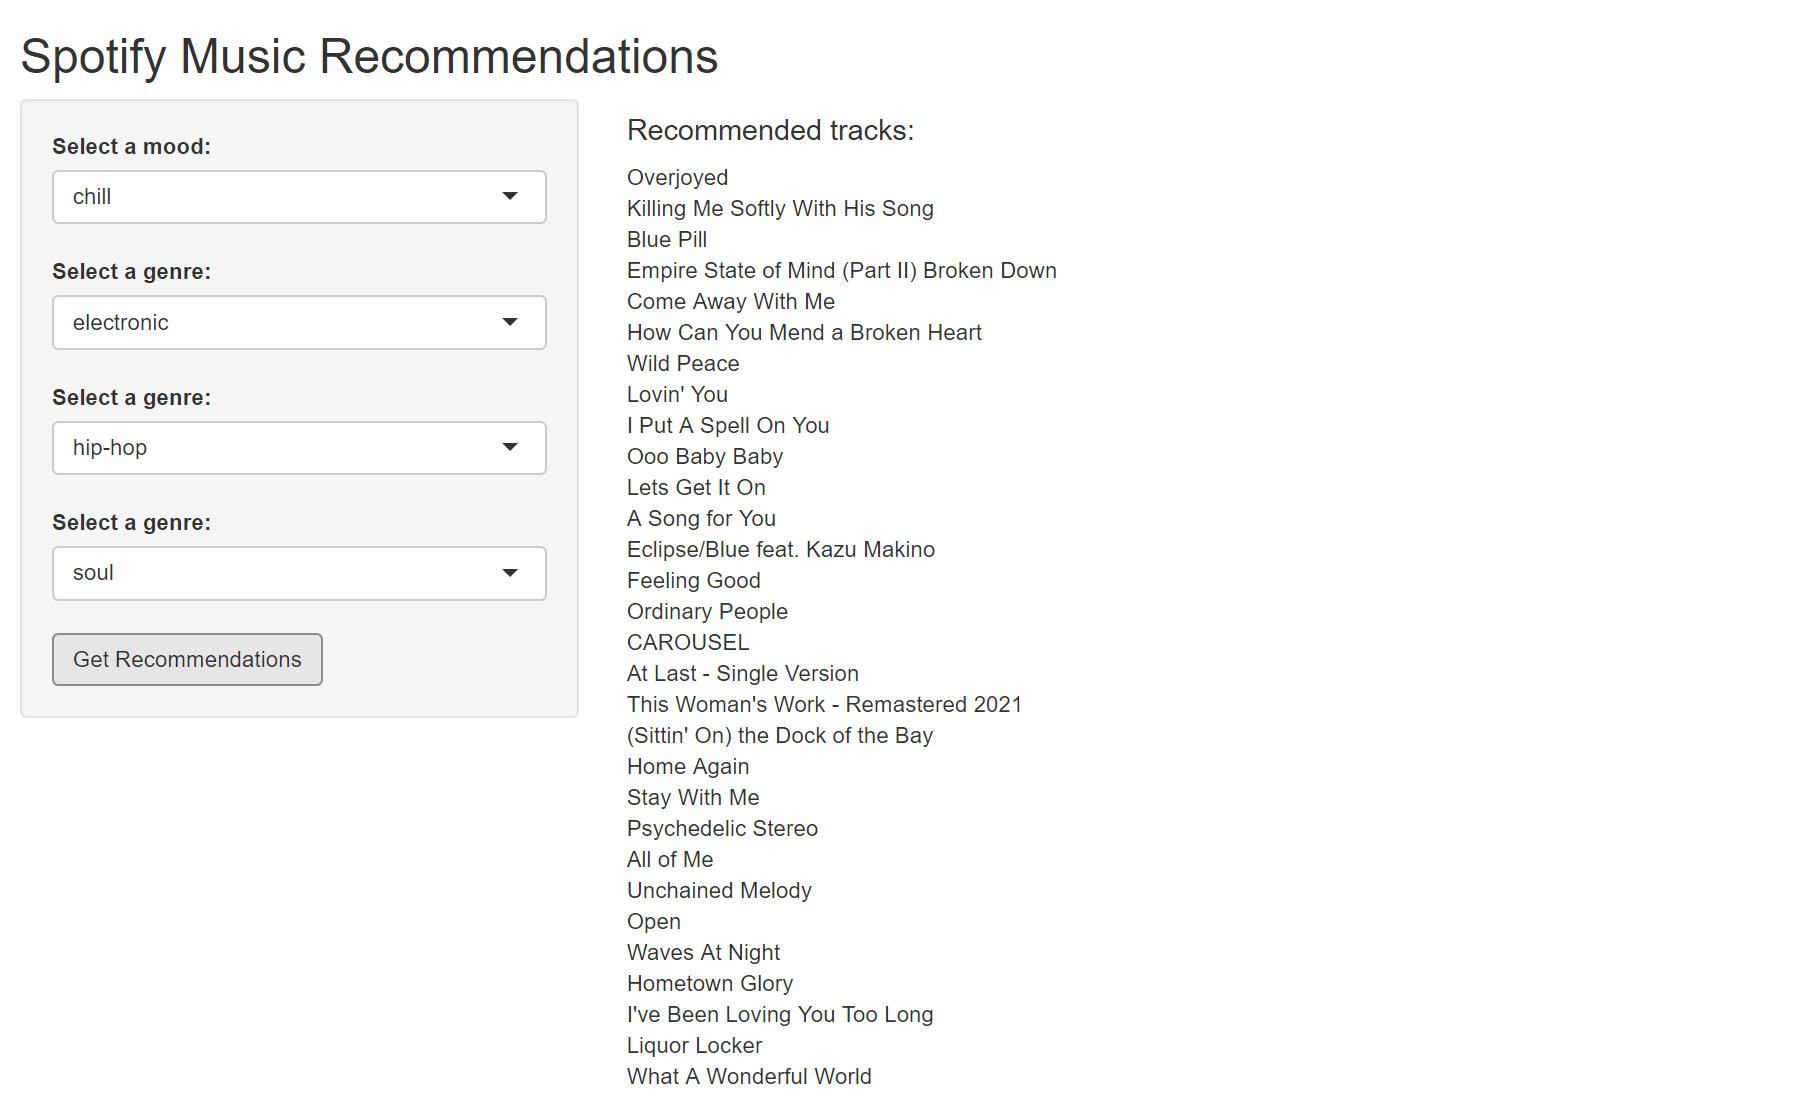 Spotify Music Recommendations
Select a mood:
chill
Select a genre:
electronic
Select a genre:
hip-hop
Select a genre:
soul
Get Recommendations
Recommended tracks:
Overjoyed
Killing Me Softly With His Song
Blue Pill
Empire State of Mind (Part II) Broken Down
Come Away With Me
How Can You Mend a Broken Heart
Wild Peace
Lovin' You
I Put A Spell On You
Ooo Baby Baby
Lets Get It On
A Song for You
Eclipse/Blue feat. Kazu Makino
Feeling Good
Ordinary People
CAROUSEL
At Last - Single Version
This Woman's Work - Remastered 2021
(Sittin' On) the Dock of the Bay
Home Again
Stay With Me
Psychedelic Stereo
All of Me
Unchained Melody
Open
Waves At Night
Hometown Glory
I've Been Loving You Too Long
Liquor Locker
What A Wonderful World